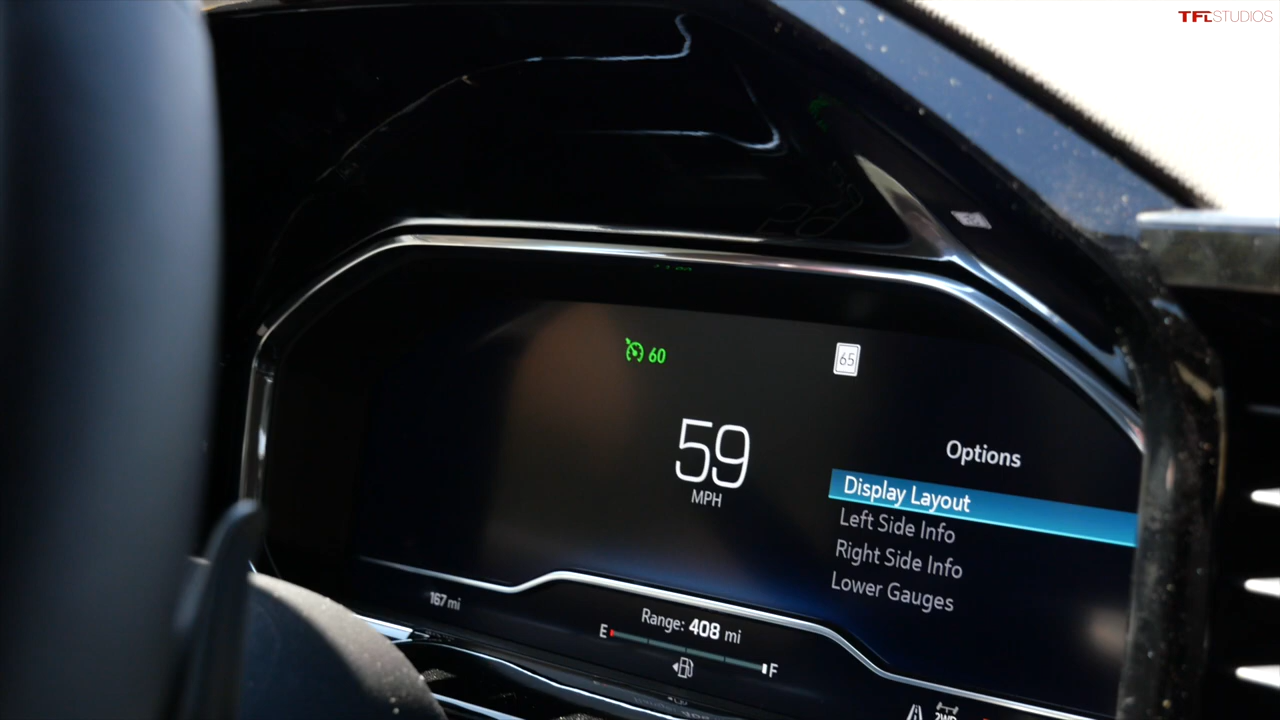 TFLSTUDIOS
60
65
59
MPH
Options
Display Layout
Left Side Info
Right Side Info
Lower Gauges
167 mi
Range: 408 mi
E
F
2WD